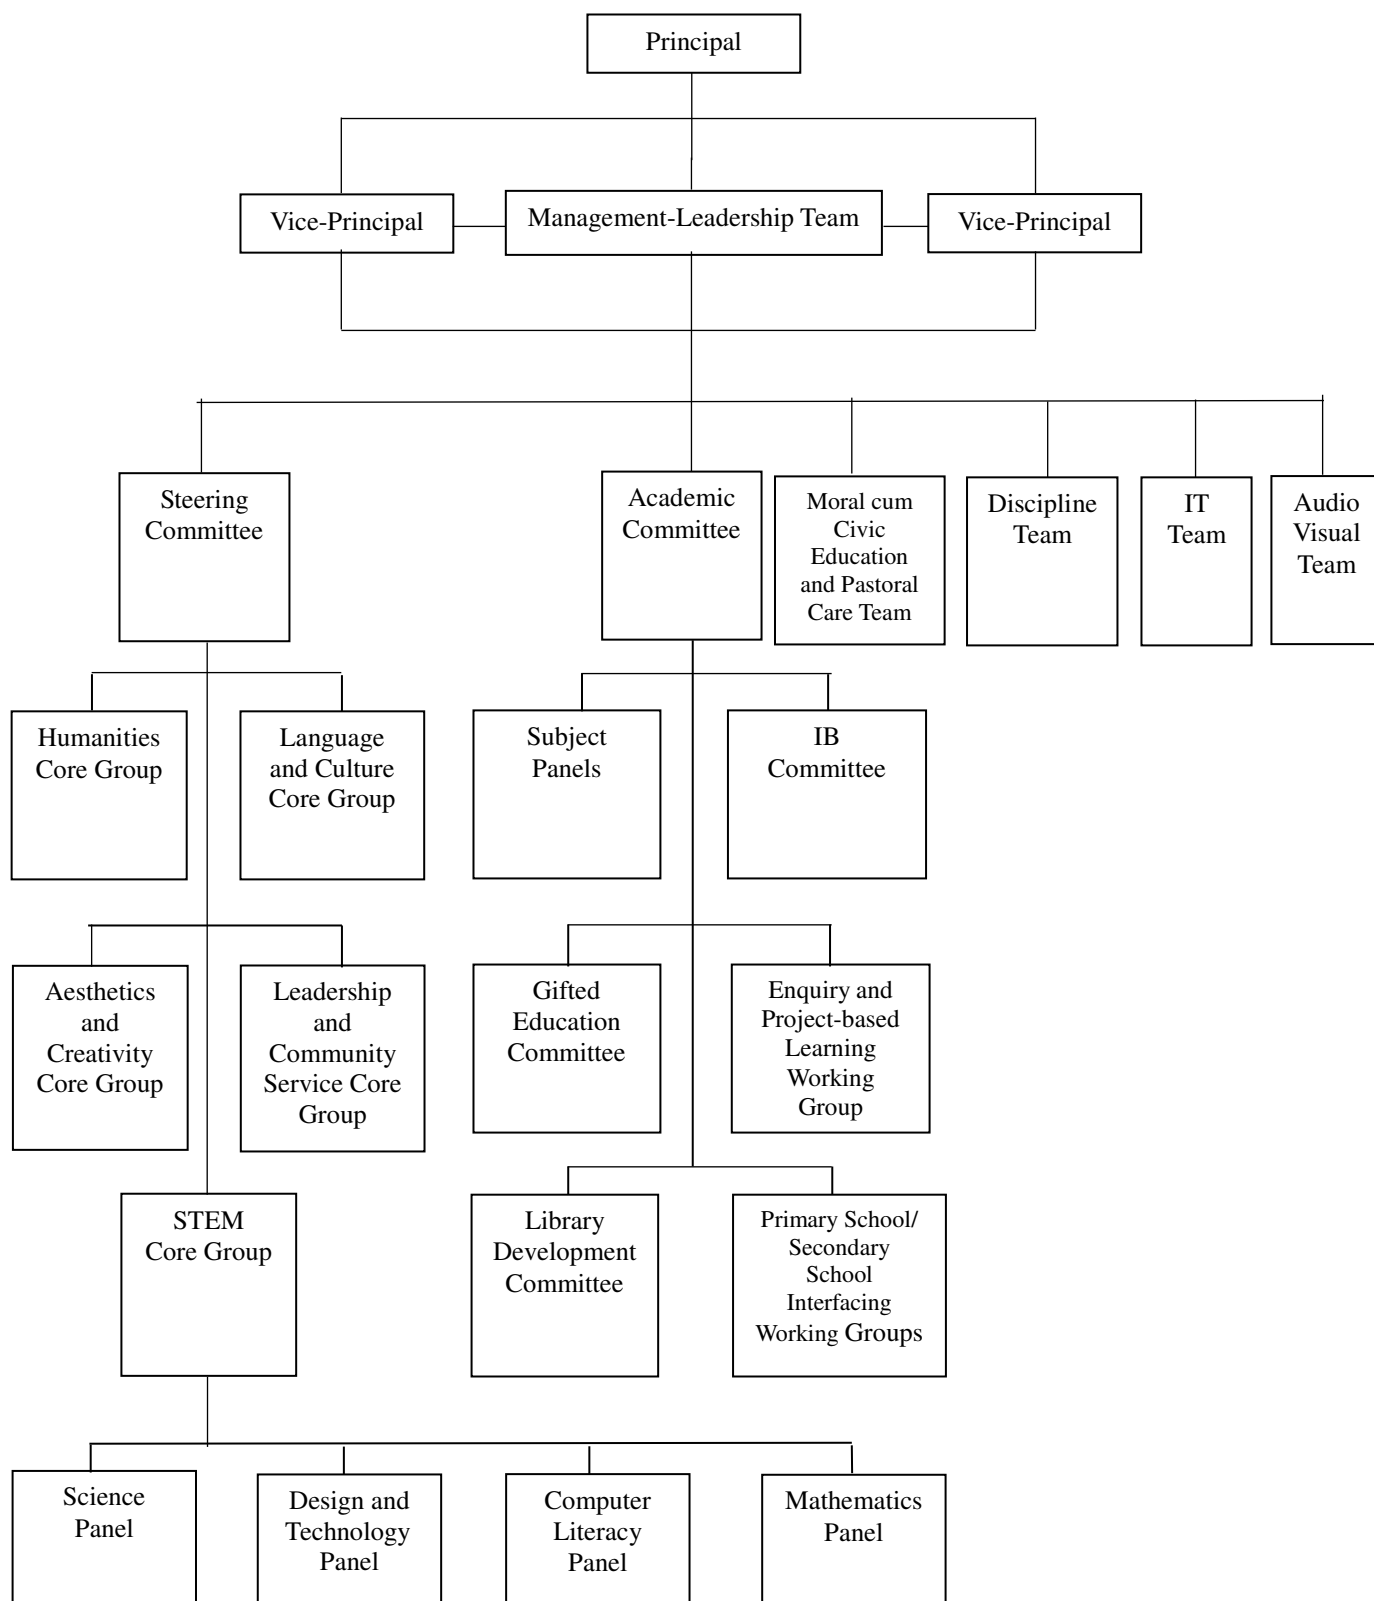 Principal
Vice-Principal
Management-Leadership Team
Vice-Principal
Steering
Committee
Academic
Committee
Moral cum
Civic
Education
and Pastoral
Care Team
Discipline
Team
IT
Team
Audio
Visual
Team
Humanities
Core Group
Language
and Culture
Core Group
Subject
Panels
IB
Committee
Aesthetics
and
Creativity
Core Group
Leadership
and
Community
Service Core
Group
Gifted
Education
Committee
Enquiry and
Project-based
Learning
Working
Group
STEM
Core Group
Library
Development
Committee
Primary School/
Secondary
School
Interfacing
Working Groups
Science
Panel
Design and
Technology
Panel
Computer
Literacy
Panel
Mathematics
Panel